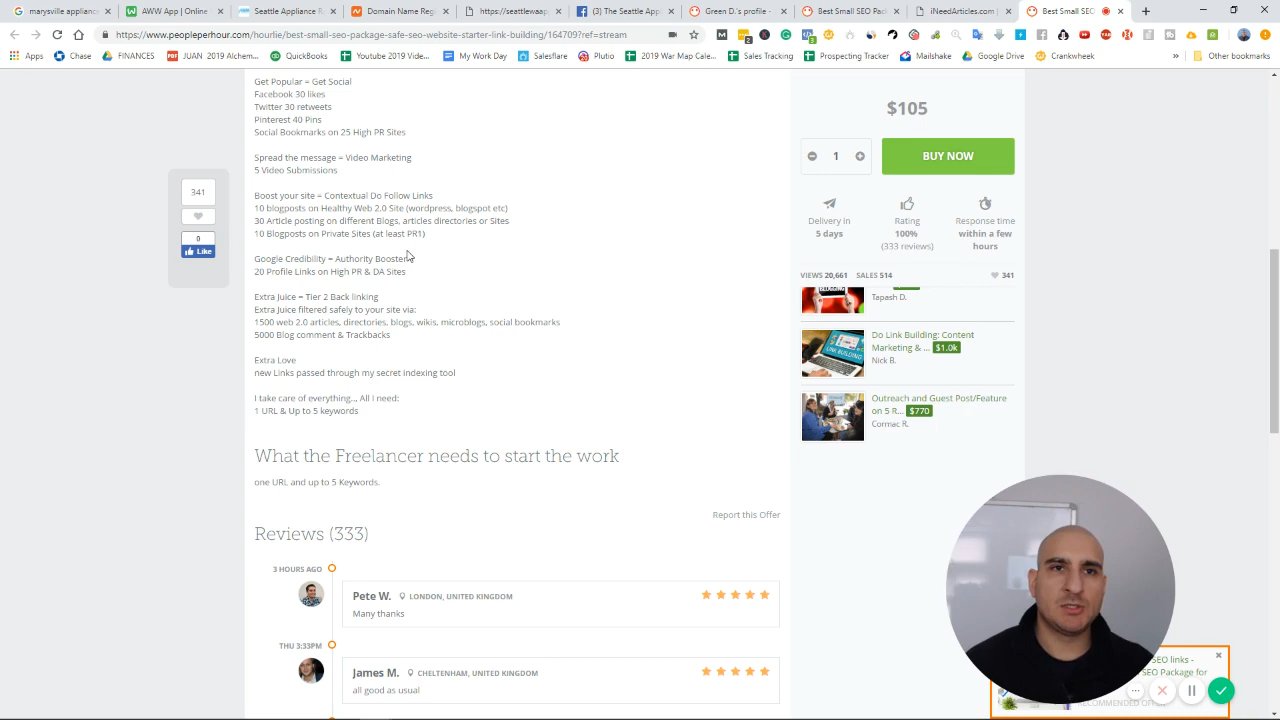 marysville appliance
AWW App | Online
Seattle Appliance R
Domain Name Reg
https://seattlewaap
(1) The Seattle App
Green D.'s profile -
Best Small SEO Pac
iNeedArticles.com
Best Small SEO
https://www.peopleperhour.com/hourlie/best-small-seo-package-safe-seo-website-starter-link-building/164709?ref=stream
Apps
Chase
FINANCES
JUAN 2019 Alchem
QuickBooks
Youtube 2019 Vide
My Work Day
Salesflare
Plutio
2019 War Map Cale
Sales Tracking
Prospecting Tracker
Mailshake
Google Drive
Crankwheel
Other bookmarks
Get Popular = Get Social
Facebook 30 likes
Twitter 30 retweets
Pinterest 40 Pins
Social Bookmarks on 25 High PR Sites
Spread the message = Video Marketing
5 Video Submissions
Boost your site = Contextual Do Follow Links
10 blogposts on Healthy Web 2.0 Site (wordpress, blogspot etc)
30 Article posting on different Blogs, articles directories or Sites
10 Blogposts on Private Sites (at least PR1)
Google Credibility = Authority Boosters
20 Profile Links on High PR & DA Sites
Extra Juice = Tier 2 Back linking
Extra Juice filtered safely to your site via:
1500 web 2.0 articles, directories, blogs, wikis, microblogs, social bookmarks
5000 Blog comment & Trackbacks
Extra Love
new Links passed through my secret indexing tool
I take care of everything... All I need:
1 URL & Up to 5 keywords
What the Freelancer needs to start the work
one URL and up to 5 Keywords.
Report this Offer
Reviews (333)
3 HOURS AGO
Pete W.
LONDON, UNITED KINGDOM
Many thanks
THU 3:33PM
James M.
CHELTENHAM, UNITED KINGDOM
all good as usual
341
0
Like
$105
1
BUY NOW
Delivery in
5 days
Rating
100%
(333 reviews)
Response time
within a few
hours
VIEWS 20,661
SALES 514
341
Tapash D.
Do Link Building: Content
Marketing & ... $1.0k
Nick B.
Outreach and Guest Post/Feature
on 5 R... $770
Cormac R.
SEO links -
SEO Package for